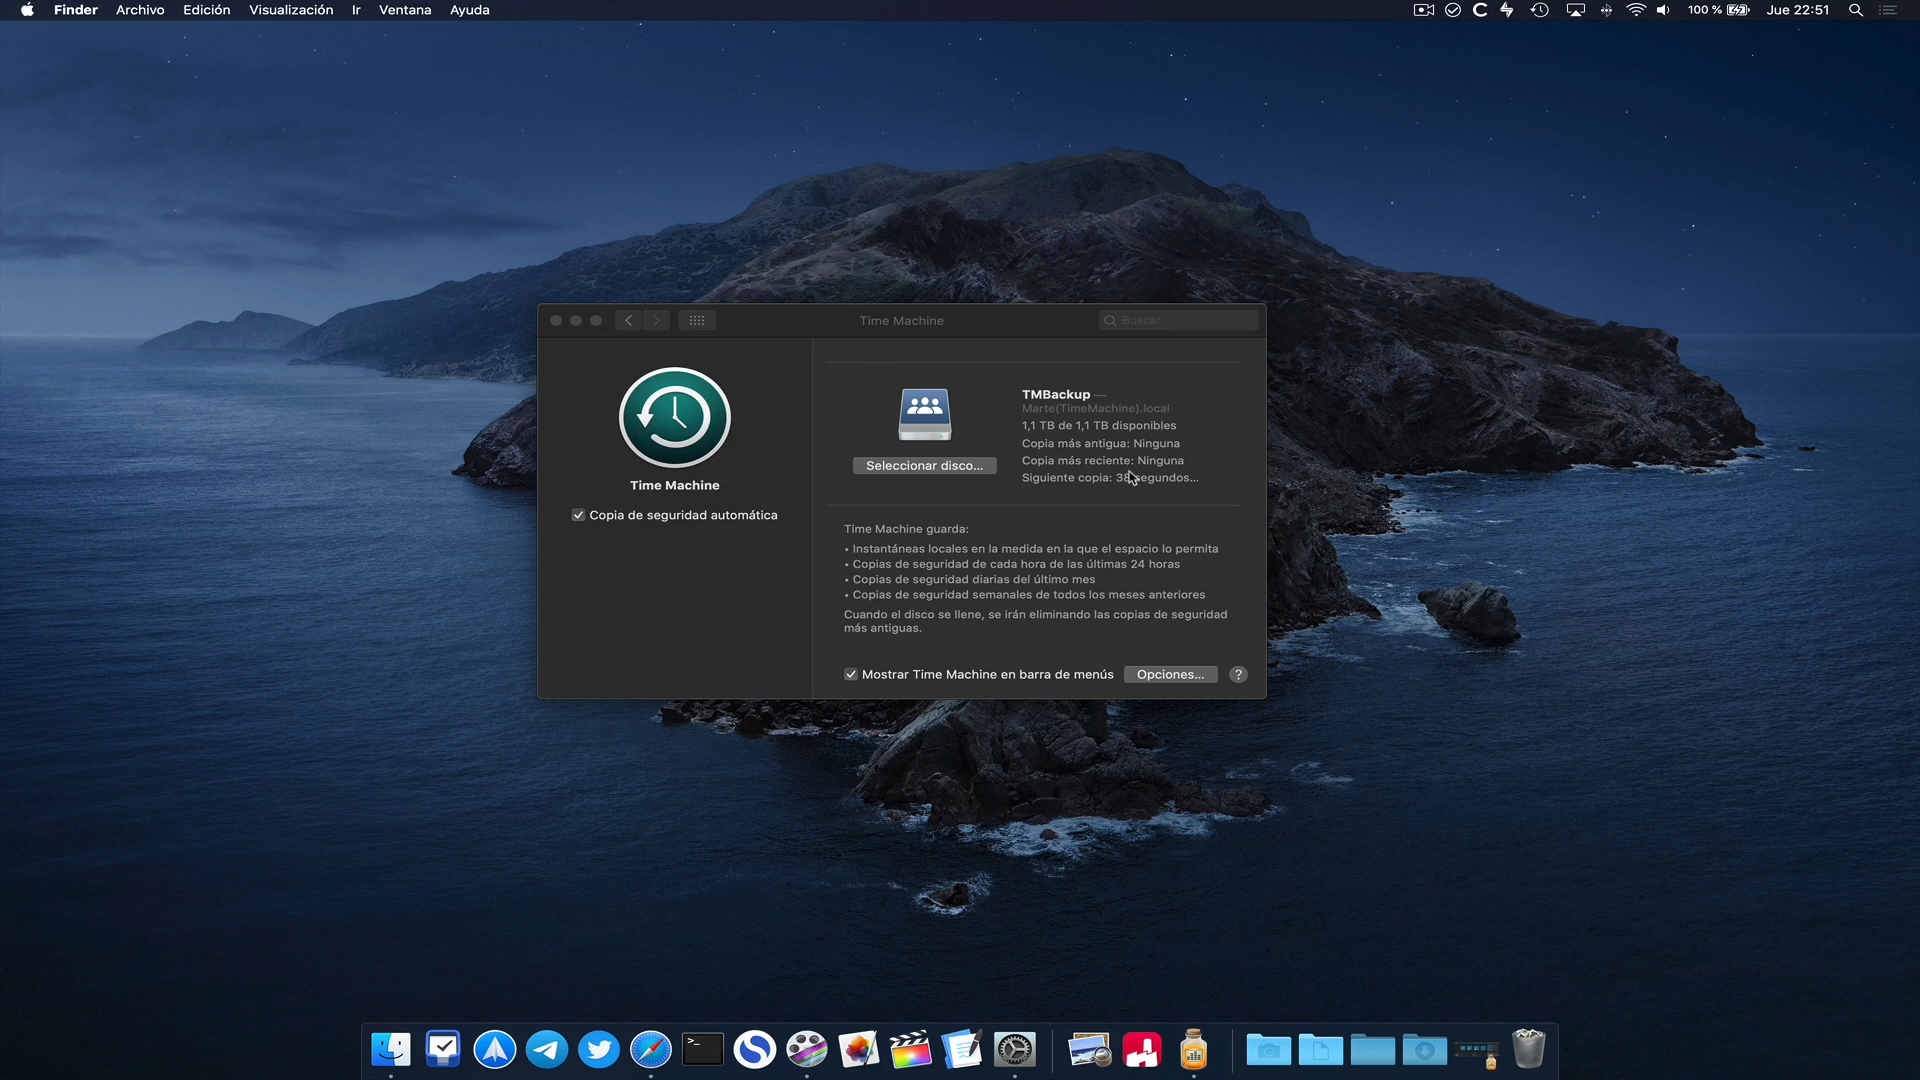 Finder Archivo Edición Visualización Ir Ventana Ayuda 100 % Jue 22:51
Time Machine
Buscar
TMBackup —
Marte(TimeMachine).local
1,1 TB de 1,1 TB disponibles
Copia más antigua: Ninguna
Copia más reciente: Ninguna
Siguiente copia: 38 segundos...
Seleccionar disco...
Time Machine
Copia de seguridad automática
Time Machine guarda:
• Instantáneas locales en la medida en la que el espacio lo permita
• Copias de seguridad de cada hora de las últimas 24 horas
• Copias de seguridad diarias del último mes
• Copias de seguridad semanales de todos los meses anteriores
Cuando el disco se llene, se irán eliminando las copias de seguridad
más antiguas.
Mostrar Time Machine en barra de menús Opciones... ?